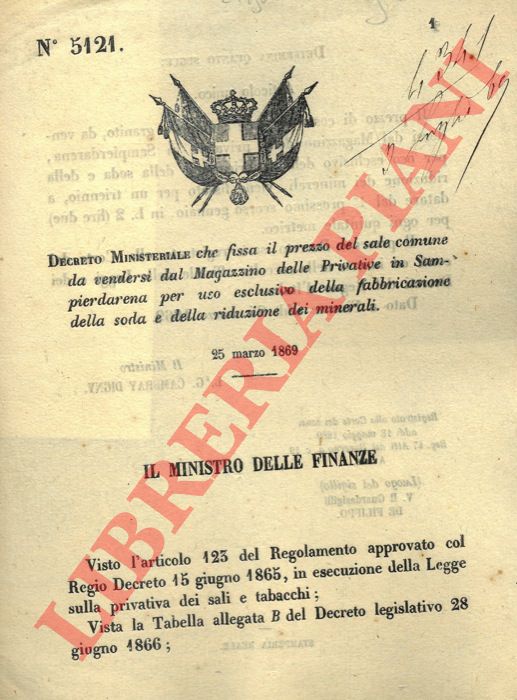 1
N° 5121.
DECRETO MINISTERIALE che fissa il prezzo del sale comune
da vendersi dal Magazzino delle Privative in Sam-
pierdarena per uso esclusivo della fabbricazione
della soda e della riduzione dei minerali.
25 marzo 1869
IL MINISTRO DELLE FINANZE
Visto l'articolo 123 del Regolamento approvato col
Regio Decreto 15 giugno 1865, in esecuzione della Legge
sulla privativa dei sali e tabacchi;
Vista la Tabella allegata B del Decreto legislativo 28
giugno 1866;
LIBRERIAPIANI